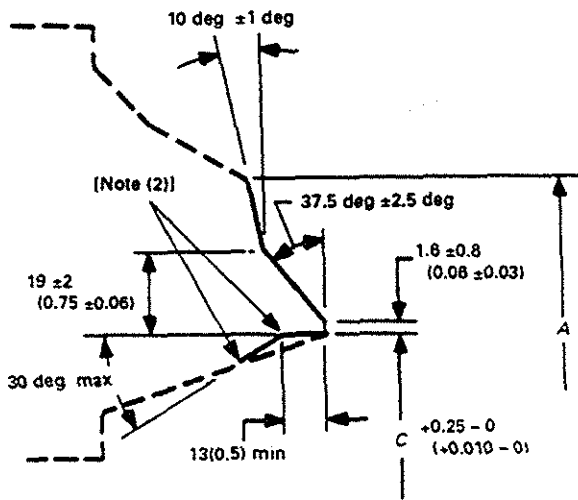 10 deg ±1 deg
[Note (2)]
37.5 deg ±2.5 deg
1.6 ±0.8
(0.06 ±0.03)
19 ±2
(0.75 ±0.06)
A
30 deg max
13(0.5) min
C
+0.25 - 0
(+0.010 - 0)